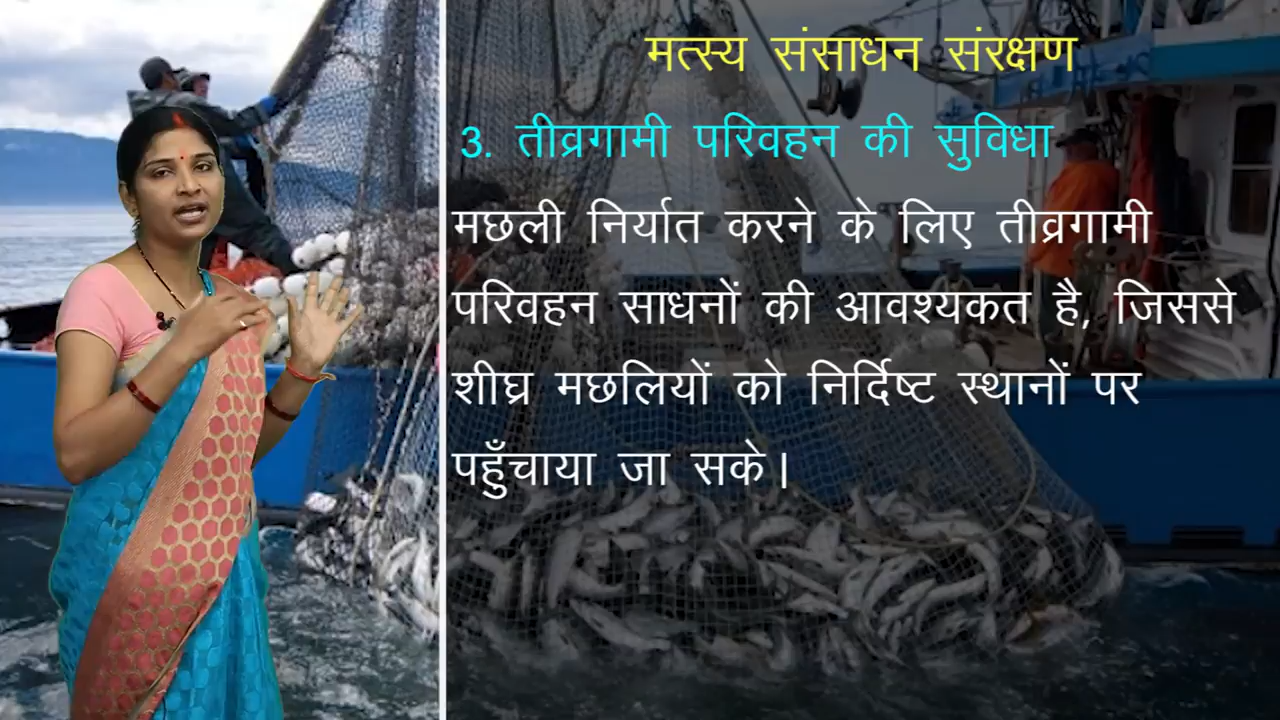 मत्स्य संसाधन संरक्षण
3. तीव्रगामी परिवहन की सुविधा
मछली निर्यात करने के लिए तीव्रगामी
परिवहन साधनों की आवश्यकत है, जिससे
शीघ्र मछलियों को निर्दिष्ट स्थानों पर
पहुँचाया जा सके।